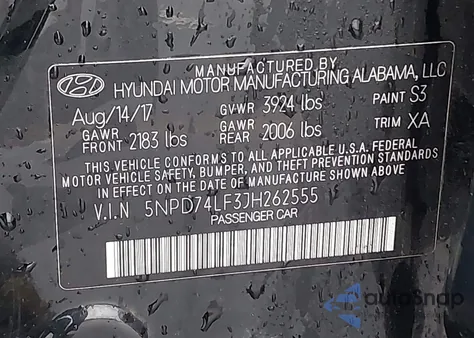 MANUFACTURED BY
HYUNDAI MOTOR MANUFACTURING ALABAMA, LLC
Aug/14/17 GVWR 3924 lbs PAINT S3
GAWR FRONT 2183 lbs GAWR REAR 2006 lbs TRIM XA
THIS VEHICLE CONFORMS TO ALL APPLICABLE U.S.A. FEDERAL
MOTOR VEHICLE SAFETY, BUMPER, AND THEFT PREVENTION STANDARDS
IN EFFECT ON THE DATE OF MANUFACTURE SHOWN ABOVE
V.I.N 5NPD74LF3JH262555
PASSENGER CAR
autoSnap